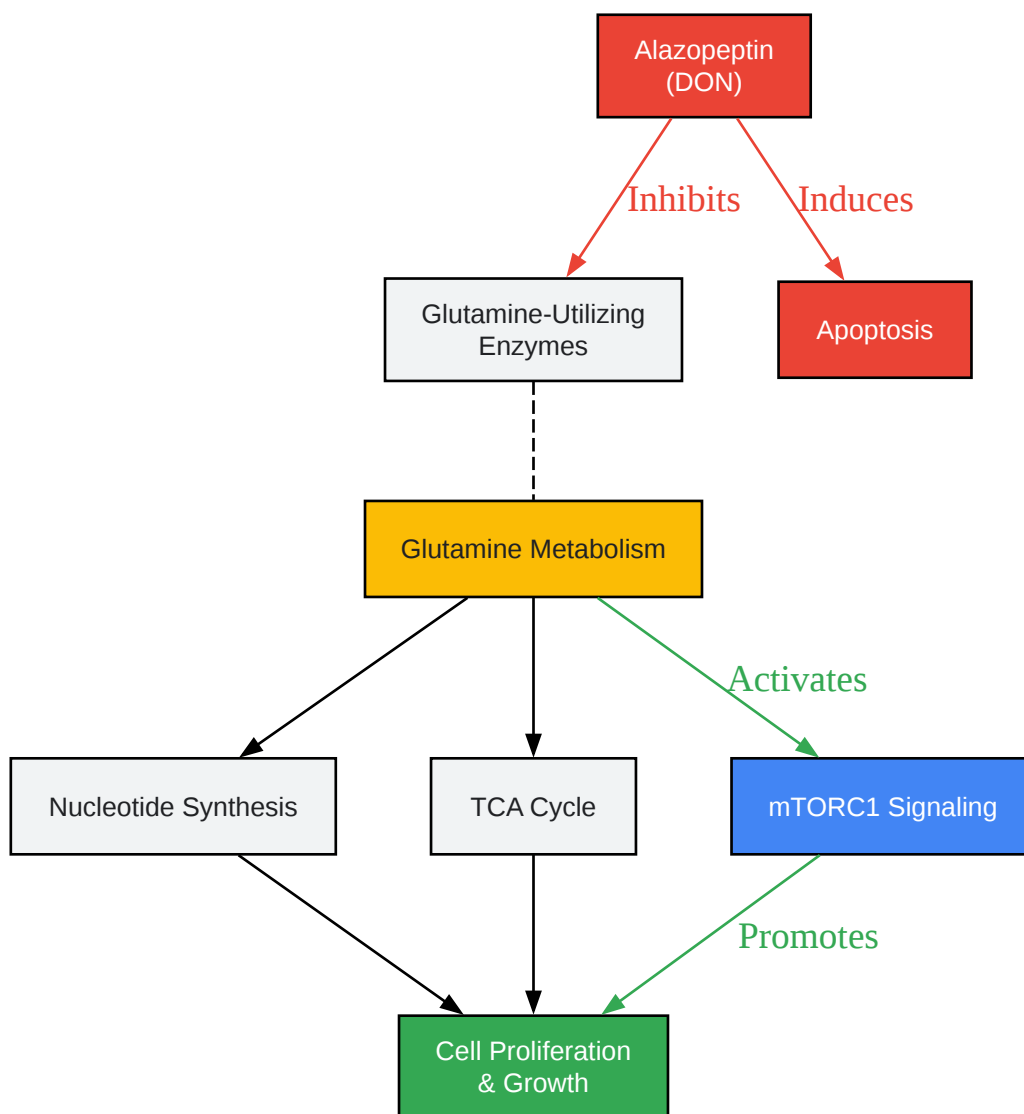 Alazopeptin
(DON)
Inhibits
Induces
Glutamine-Utilizing
Enzymes
Apoptosis
Glutamine Metabolism
Activates
Nucleotide Synthesis
TCA Cycle
mTORC1 Signaling
Promotes
Cell Proliferation
& Growth